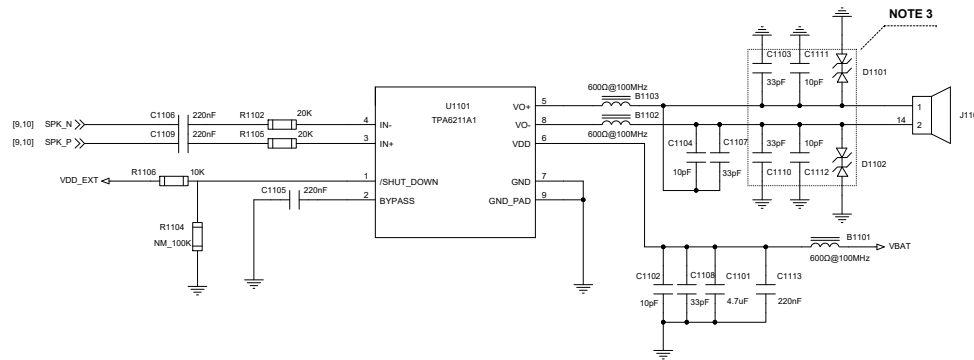 NOTE 3
C1103
C1111
33pF
10pF
D1101
600Ω@100MHz
B1103
1
2
14
B1102
600Ω@100MHz
C1104
C1107
10pF
33pF
33pF
10pF
C1110
C1112
D1102
U1101
TPA6211A1
VO+
VO-
VDD
GND
GND_PAD
IN-
IN+
/SHUT_DOWN
BYPASS
5
8
6
7
9
4
3
1
2
C1106
220nF
R1102
20K
[9,10] SPK_N
C1109
220nF
R1105
20K
[9,10] SPK_P
R1106
10K
VDD_EXT
C1105
220nF
R1104
NM_100K
B1101
VBAT
600Ω@100MHz
C1102
C1108
C1101
C1113
10pF
33pF
4.7uF
220nF